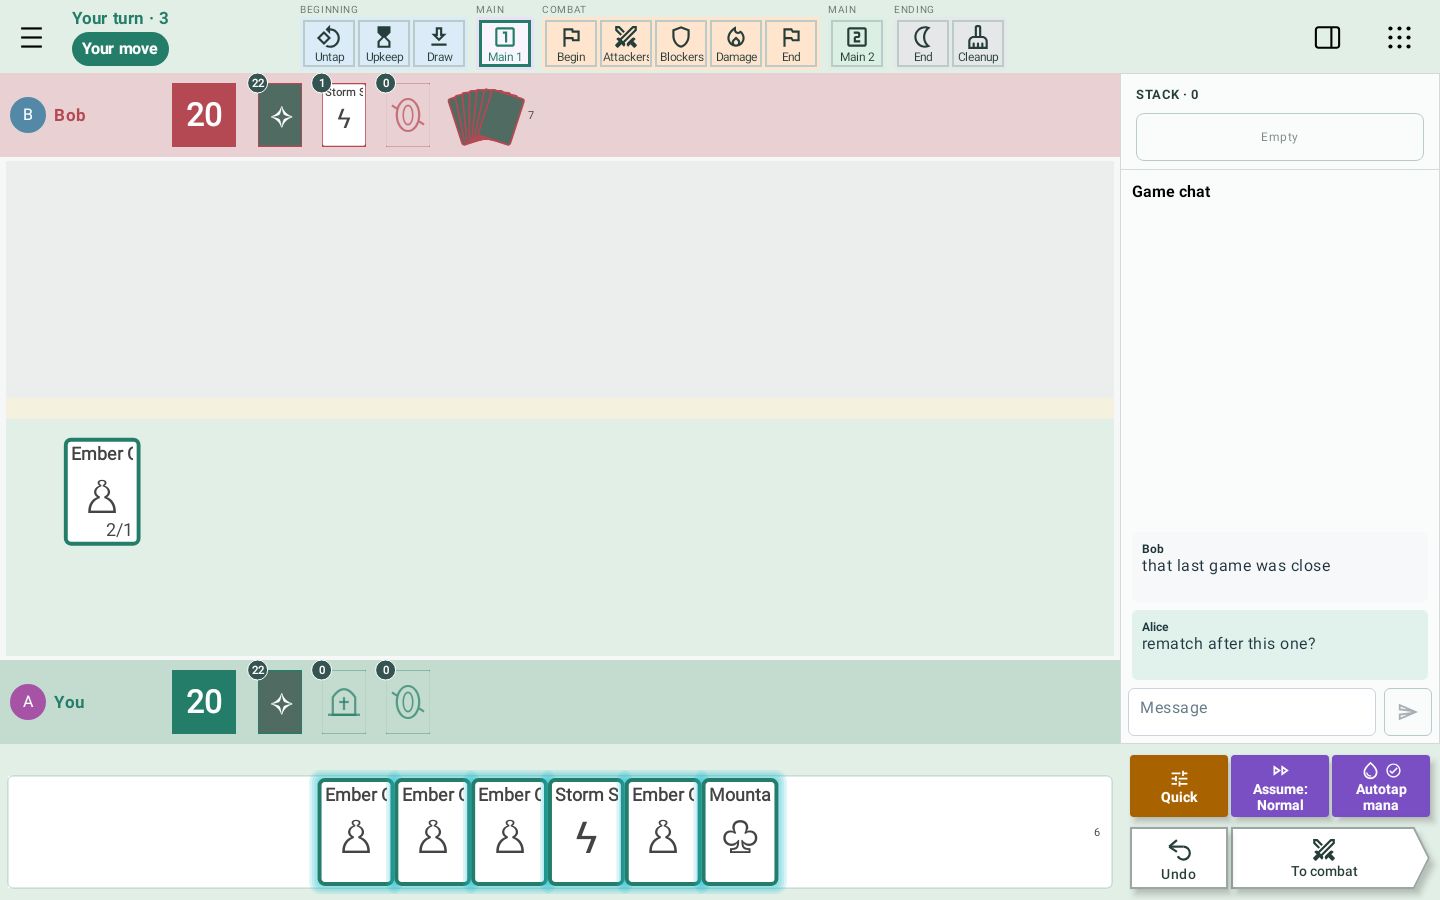 Your turn · 3
Your move
BEGINNING
Untap
Upkeep
Draw
MAIN
1
Main 1
COMBAT
Begin
Attackers
Blockers
Damage
End
MAIN
2
Main 2
ENDING
End
Cleanup
B
Bob
20
22
1
Storm S
0
7
STACK · 0
Empty
Game chat
Ember
2/1
Bob
that last game was close
Alice
rematch after this one?
Message
A
You
20
22
0
0
Ember
Ember
Ember
Storm S
Ember
Mounta
6
Quick
Assume:
Normal
Autotap
mana
Undo
To combat